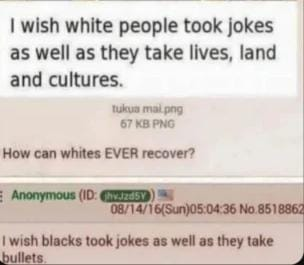 I wish white people took jokes
as well as they take lives, land
and cultures.
tukua mai.png
67 KB PNG
How can whites EVER recover?
Anonymous (ID: jhvJzd5Y)
08/14/16(Sun)05:04:36 No.8518862
I wish blacks took jokes as well as they take
bullets.